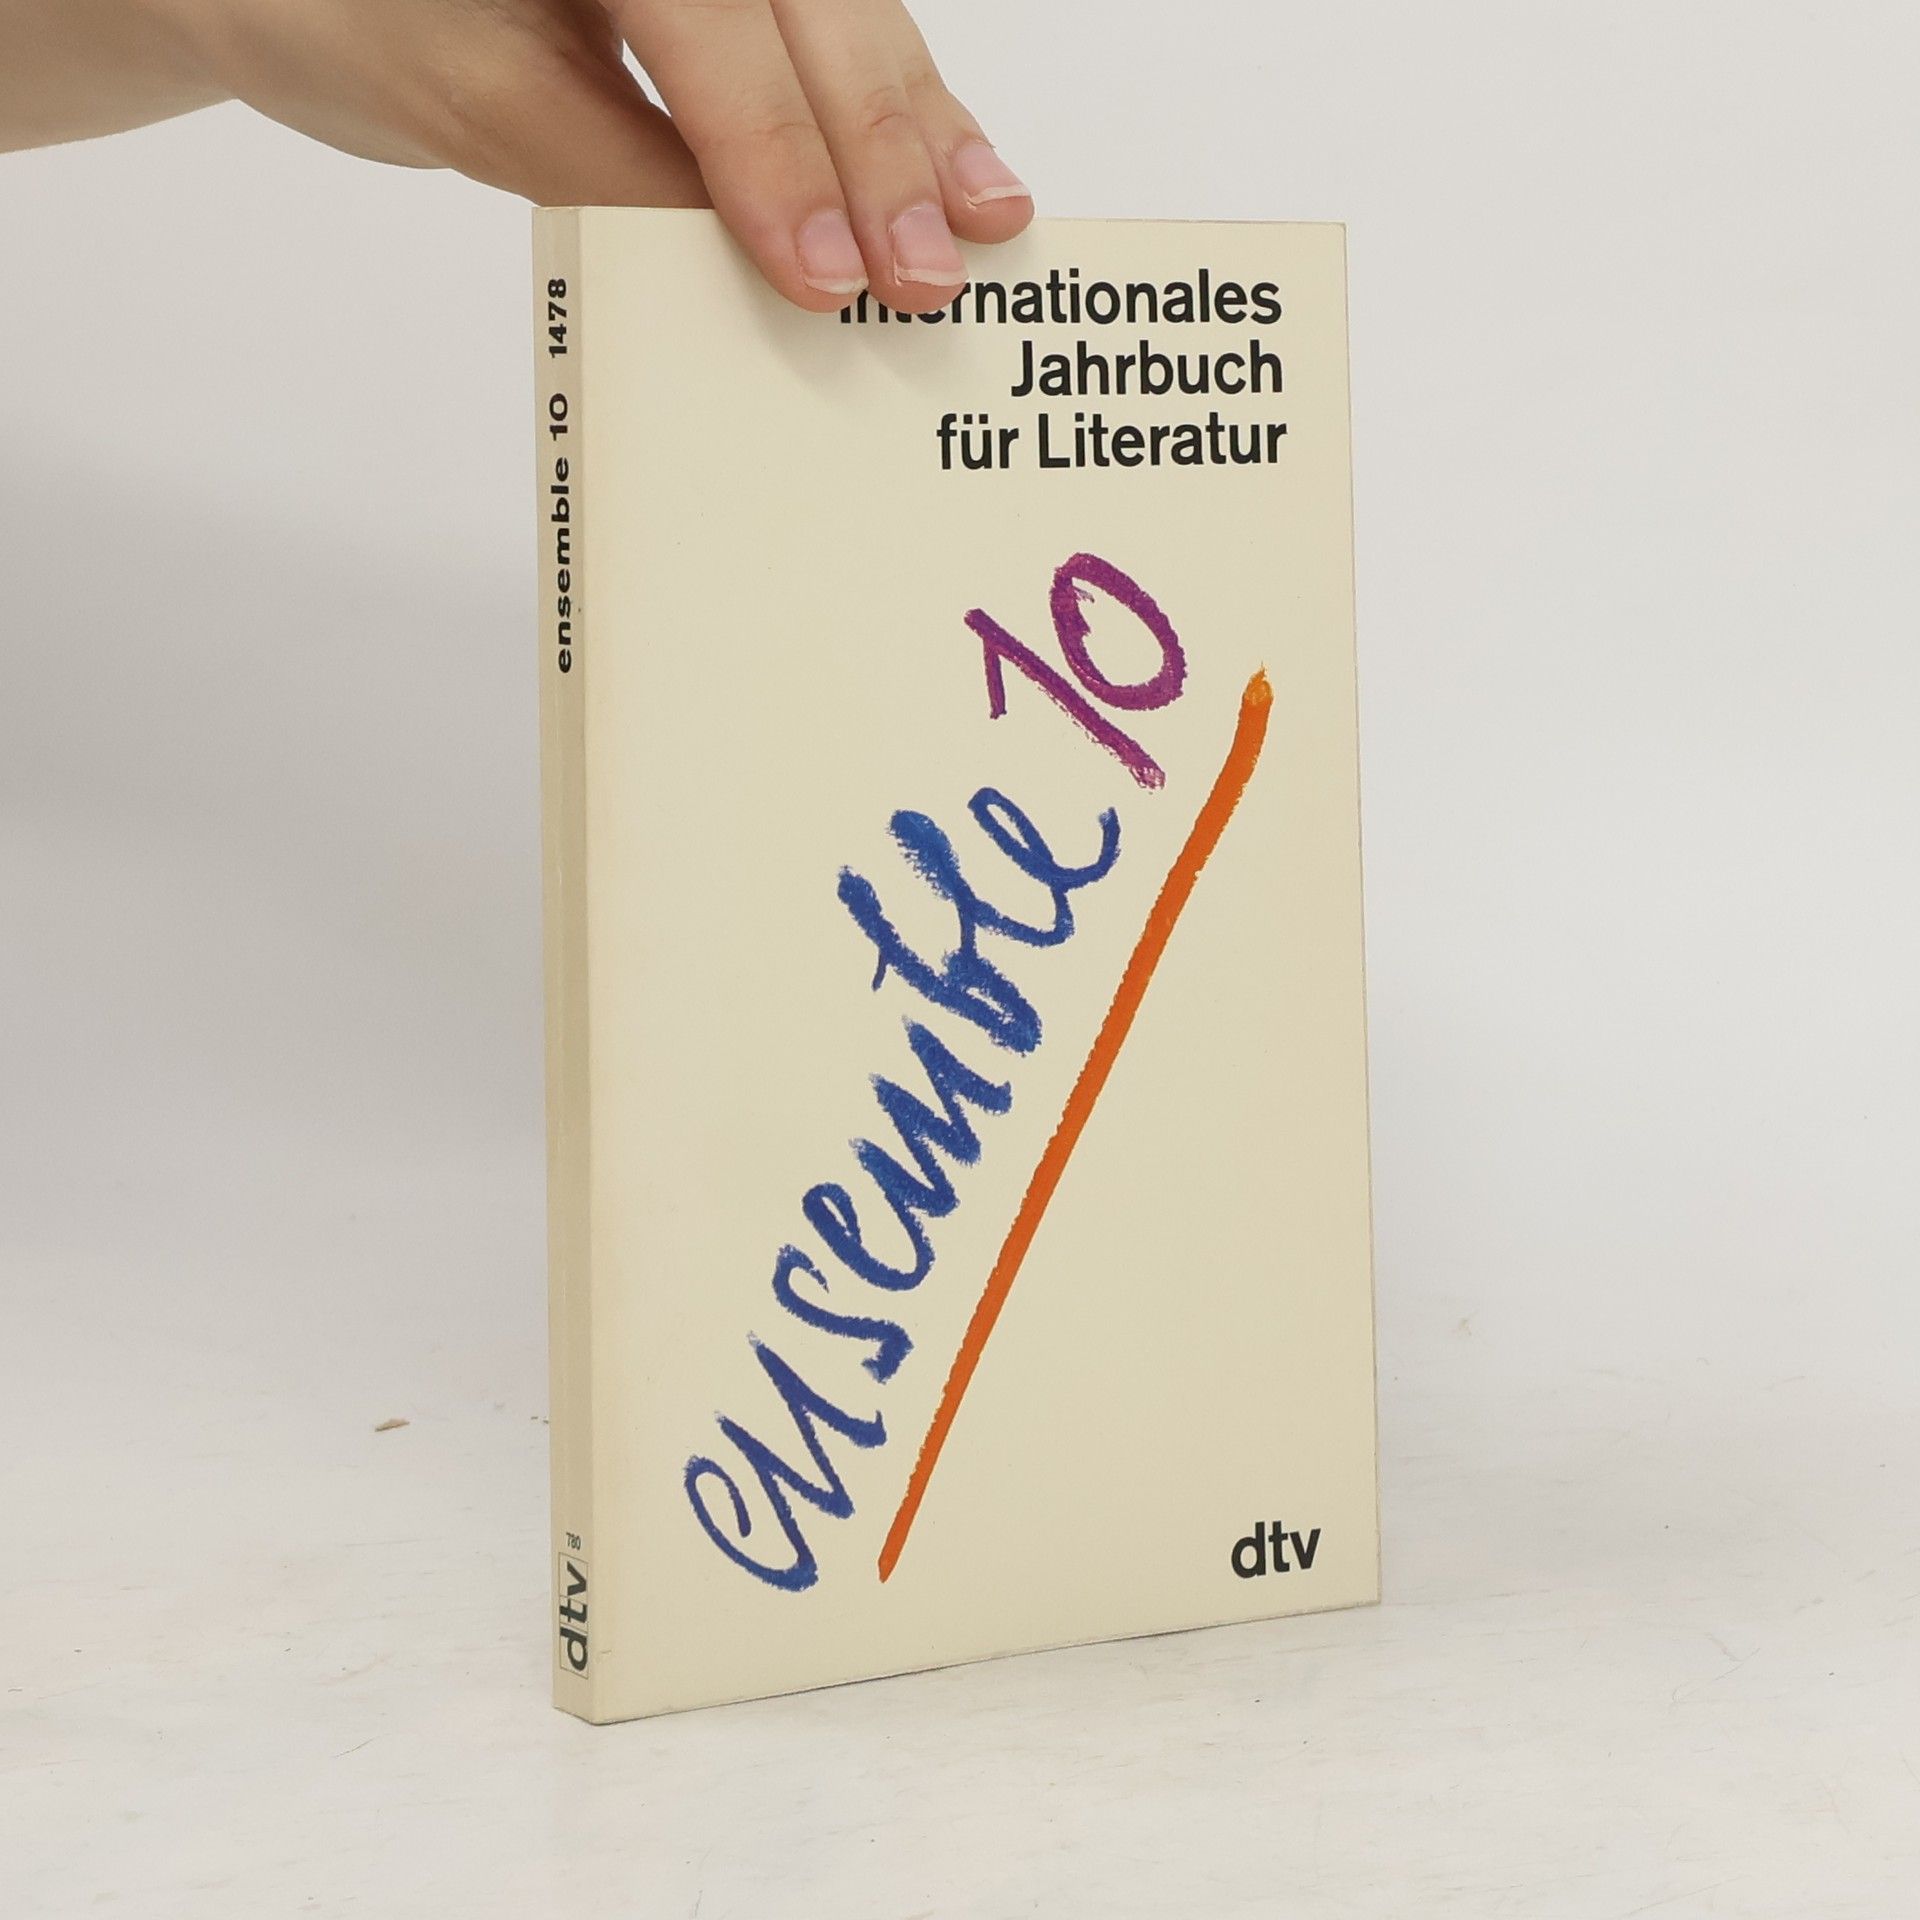 Internationales
Jahrbuch
für Literatur
ensemble 10
dtv
ensemble 10 1478
780
dtv